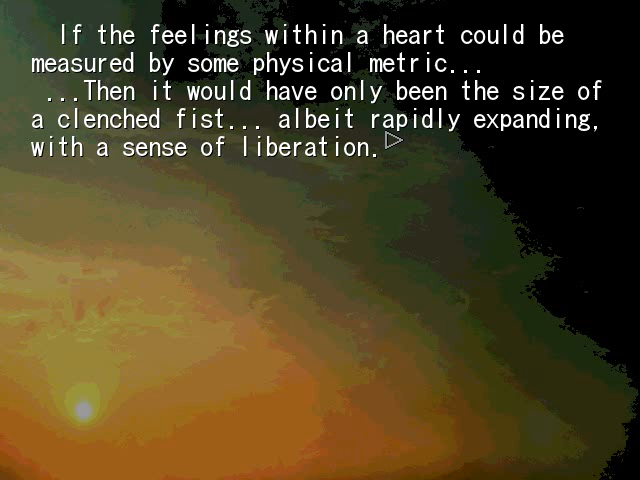 If the feelings within a heart could be
measured by some physical metric...
...Then it would have only been the size of
a clenched fist... albeit rapidly expanding,
with a sense of liberation.